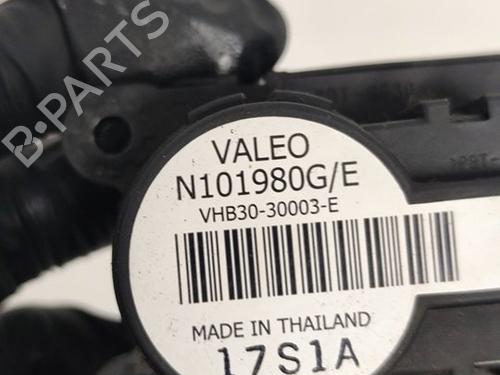 B-PARTS
VALEO
N101980G/E
VHB30-30003-E
MADE IN THAILAND
17S1A